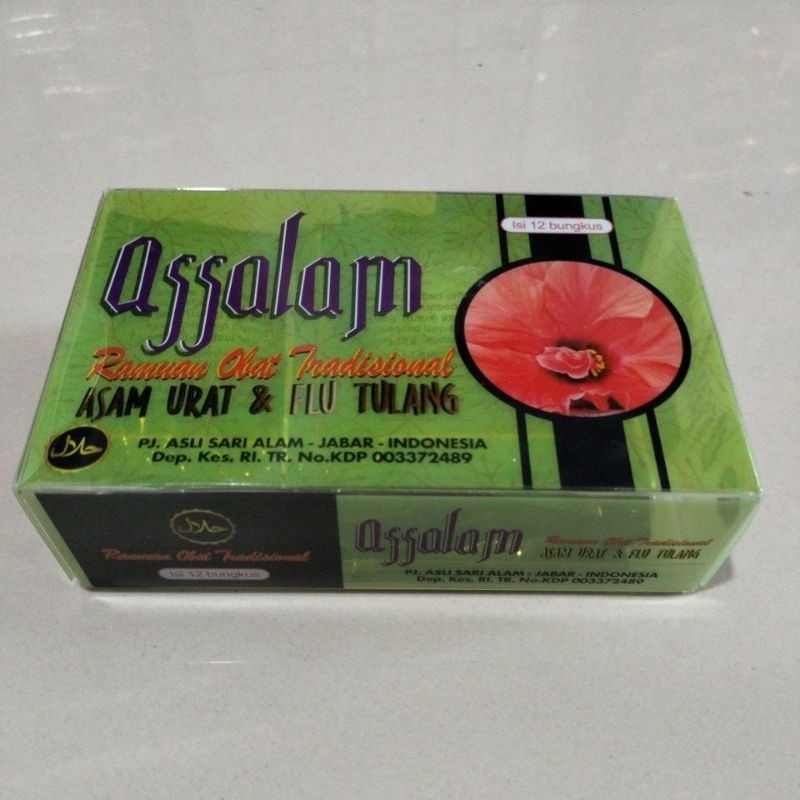 Isi 12 bungkus
assalam
Ramuan Obat Tradisional
ASAM URAT & FLU TULANG
حلال
PJ. ASLI SARI ALAM - JABAR - INDONESIA
Dep. Kes. RI. TR. No.KDP 003372489
حلال
Ramuan Obat Tradisional
Isi 12 bungkus
assalam
Ramuan Obat Tradisional
ASAM URAT & FLU TULANG
PJ. ASLI SARI ALAM - JABAR - INDONESIA
Dep. Kes. RI. TR. No.KDP 003372489